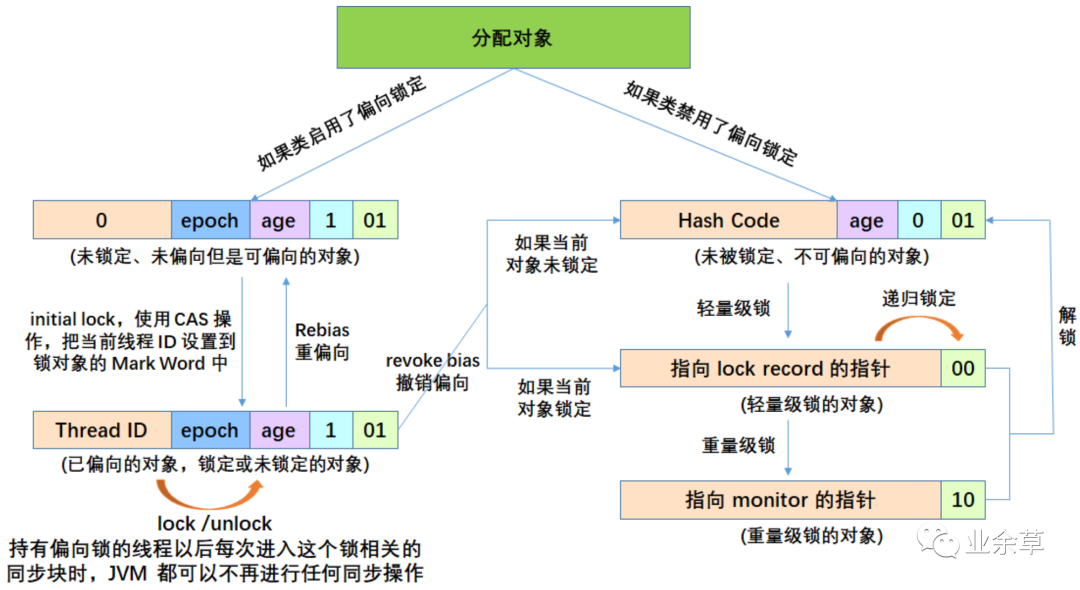 分配对象
如果类启用了偏向锁定
如果类禁用了偏向锁定
0 epoch age 1 01
(未锁定、未偏向但是可偏向的对象)
initial lock，使用 CAS 操
作，把当前线程 ID 设置到
锁对象的 Mark Word 中
Rebias
重偏向
Thread ID epoch age 1 01
(已偏向的对象，锁定或未锁定的对象)
lock /unlock
持有偏向锁的线程以后每次进入这个锁相关的
同步块时，JVM 都可以不再进行任何同步操作
revoke bias
撤销偏向
如果当前
对象未锁定
如果当前
对象锁定
Hash Code age 0 01
(未被锁定、不可偏向的对象)
轻量级锁
递归锁定
解
锁
指向 lock record 的指针 00
(轻量级锁的对象)
重量级锁
指向 monitor 的指针 10
(重量级锁的对象)
业余草